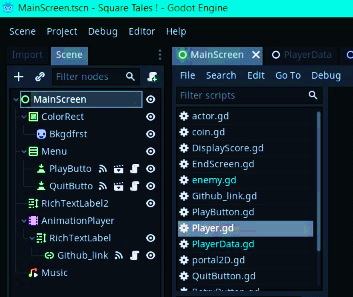 MainScreen.tscn - Square Tales ! - Godot Engine
Scene Project Debug Editor Help
Import Scene
Filter nodes
MainScreen
ColorRect
Bkgdfrst
Menu
PlayButto
QuitButto
RichTextLabel2
AnimationPlayer
RichTextLabel
Github_link
Music
MainScreen PlayerData
File Search Edit Go To Debug
Filter scripts
actor.gd
coin.gd
DisplayScore.gd
EndScreen.gd
enemy.gd
Github_link.gd
PlayButton.gd
Player.gd
PlayerData.gd
portal2D.gd
QuitButton.gd
RetryButton.gd